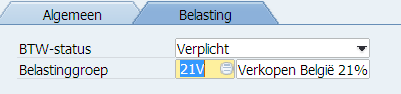 Algemeen Belasting
BTW-status Verplicht
Belastinggroep 21V Verkopen België 21%